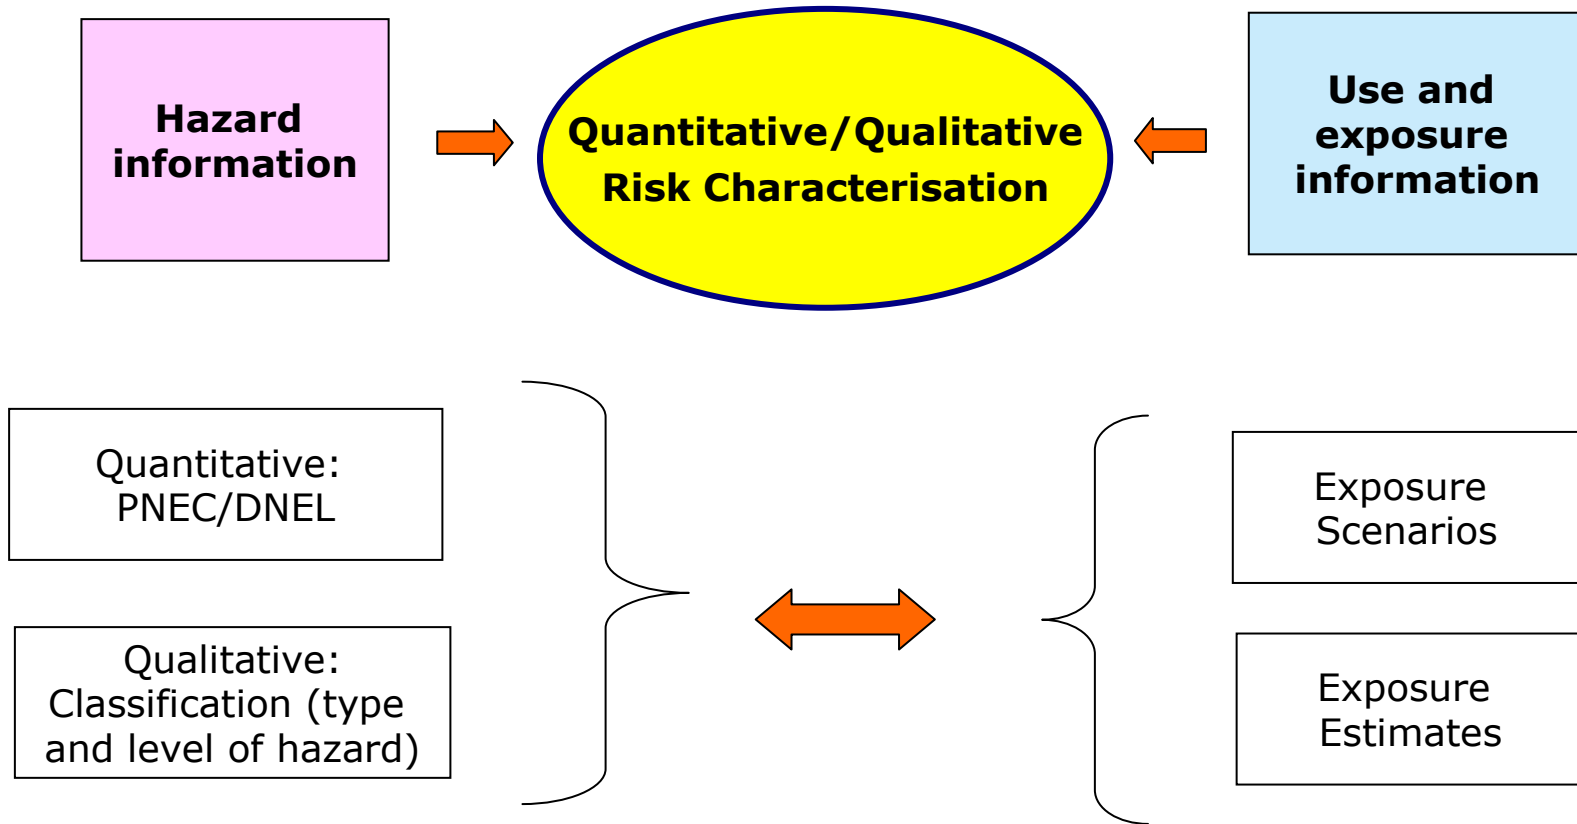 Hazard
information
Quantitative/Qualitative
Risk Characterisation
Use and
exposure
information
Quantitative:
PNEC/DNEL
Qualitative:
Classification (type
and level of hazard)
Exposure
Scenarios
Exposure
Estimates